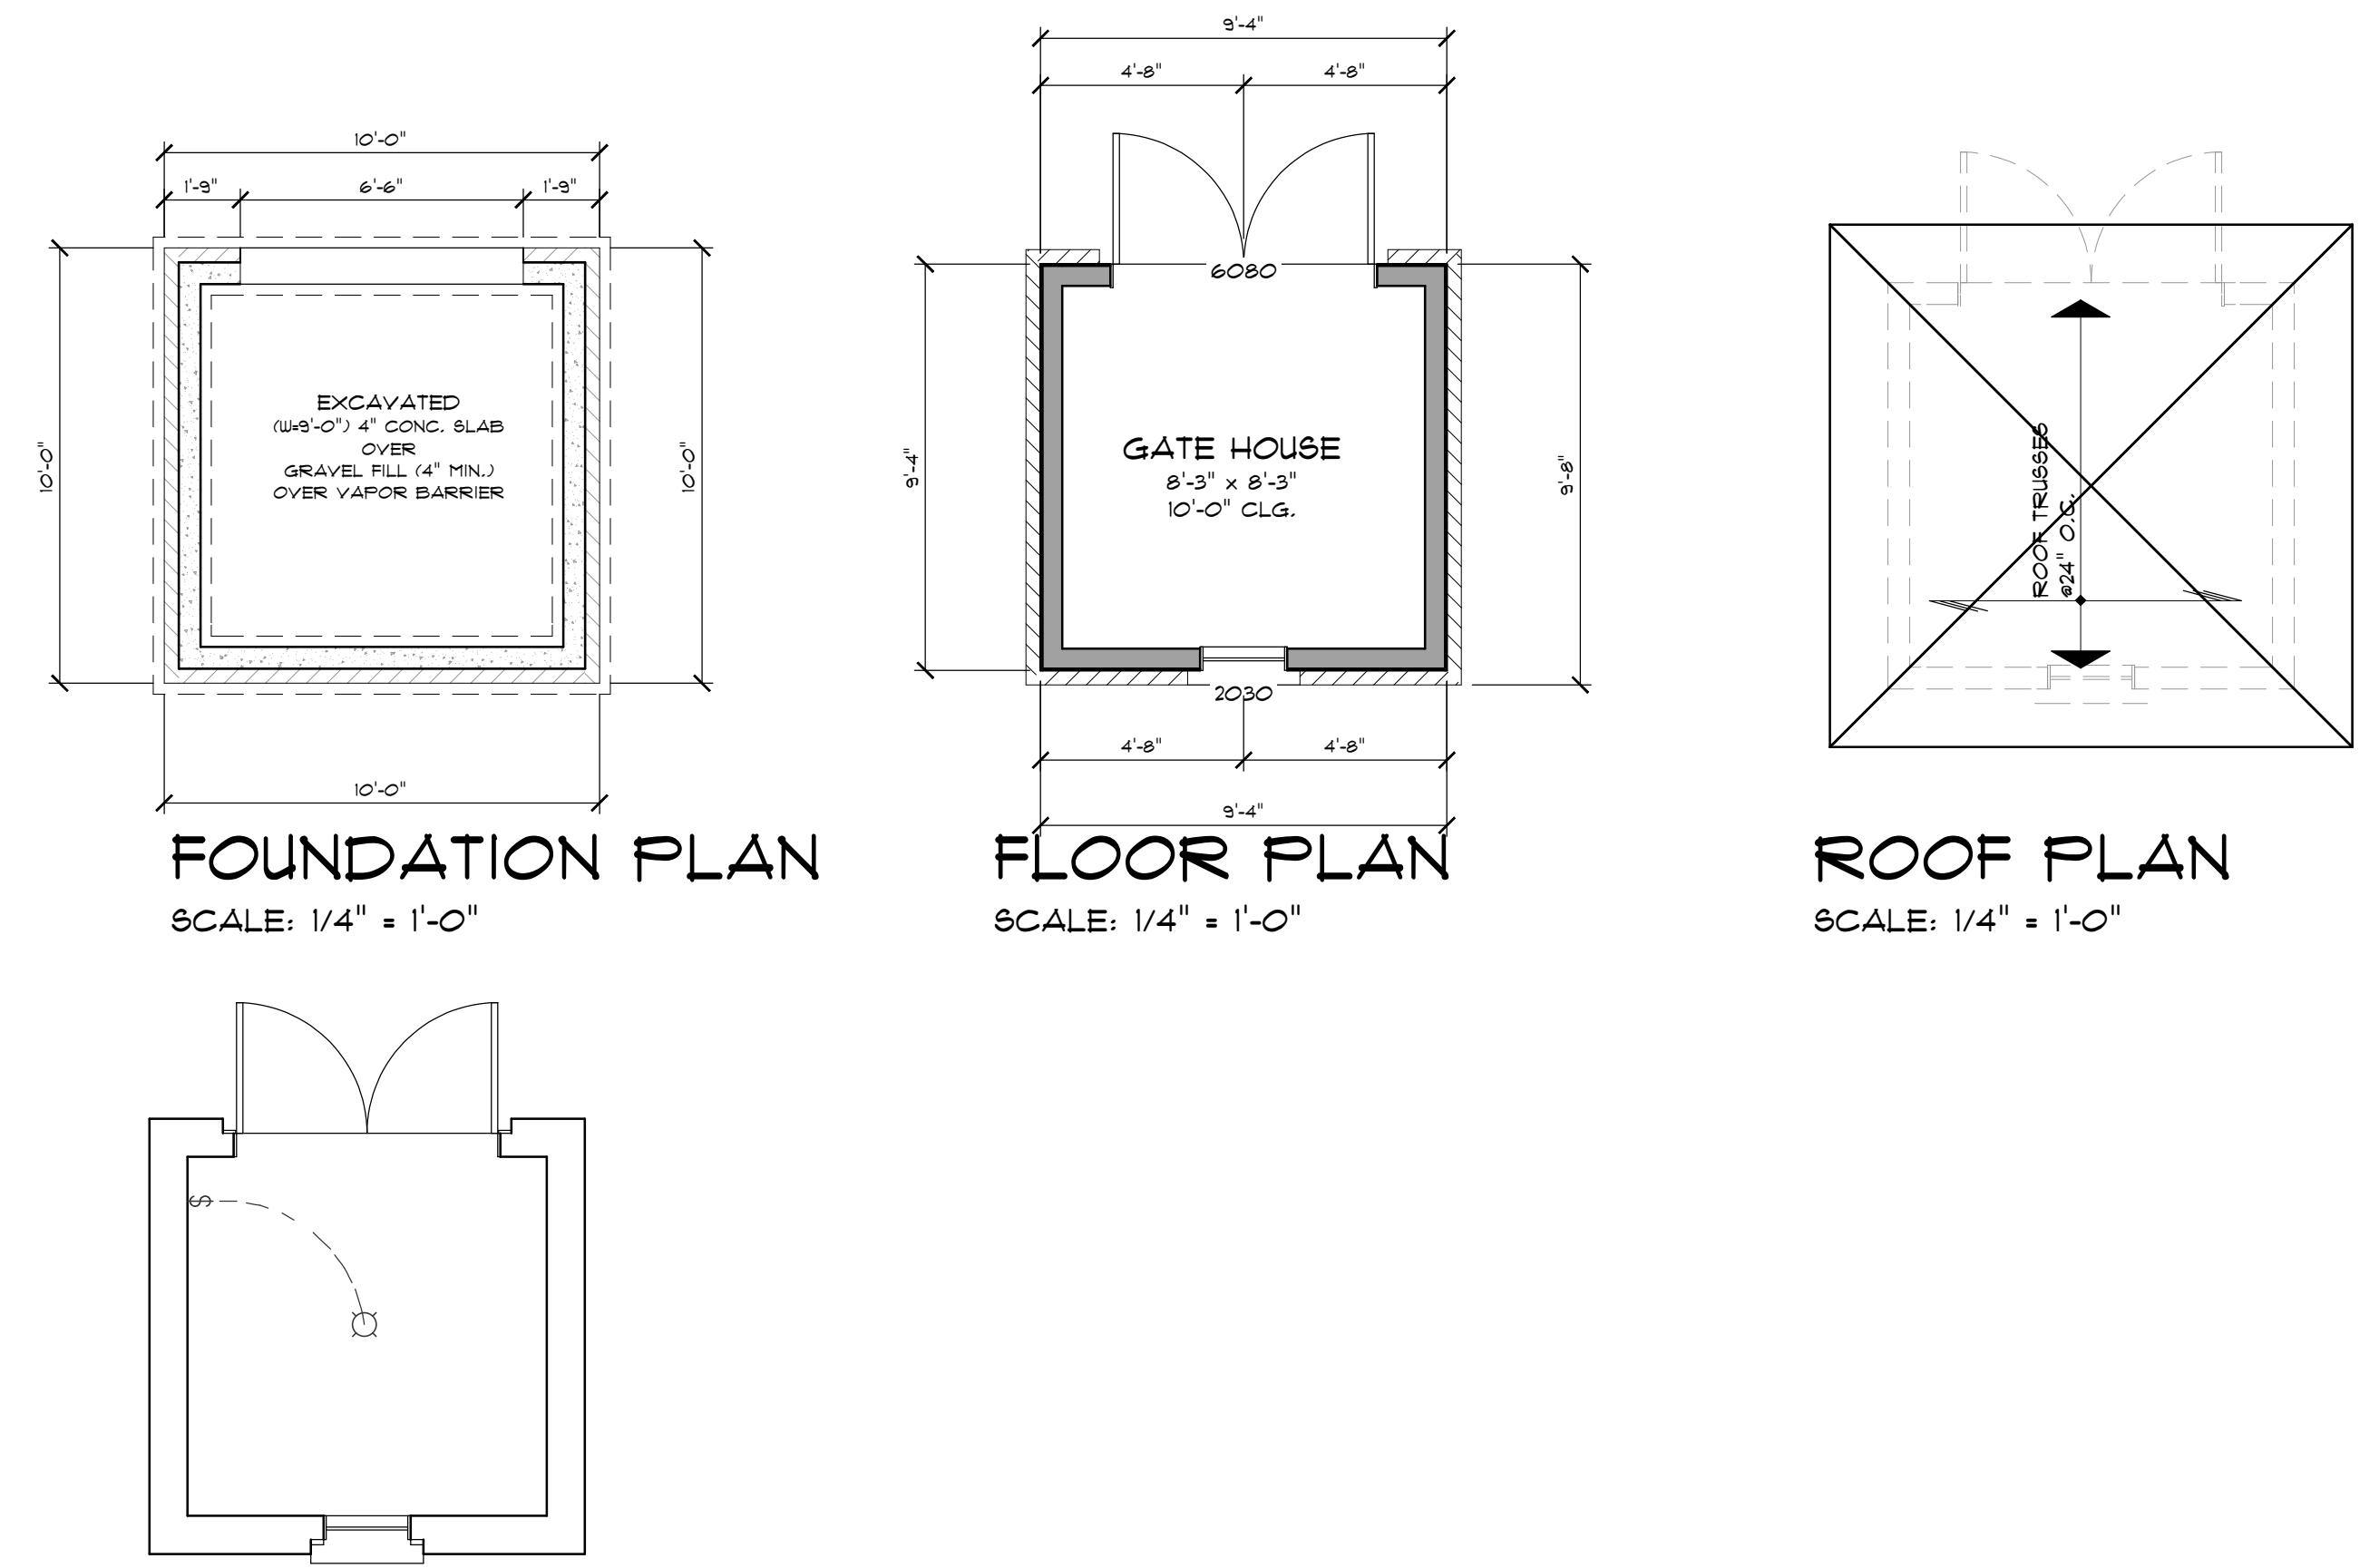 10'-0"
1'-9" 6'-6" 1'-9"
10'-0"
10'-0"
EXCAVATED
(W=9'-0") 4" CONC. SLAB
OVER
GRAVEL FILL (4" MIN.)
OVER VAPOR BARRIER
10'-0"
FOUNDATION PLAN
SCALE: 1/4" = 1'-0"
9'-4"
4'-8" 4'-8"
6080
9'-4"
9'-8"
GATE HOUSE
8'-3" x 8'-3"
10'-0" CLG.
2030
4'-8" 4'-8"
9'-4"
FLOOR PLAN
SCALE: 1/4" = 1'-0"
ROOF TRUSSES
@24" O.C.
ROOF PLAN
SCALE: 1/4" = 1'-0"
S